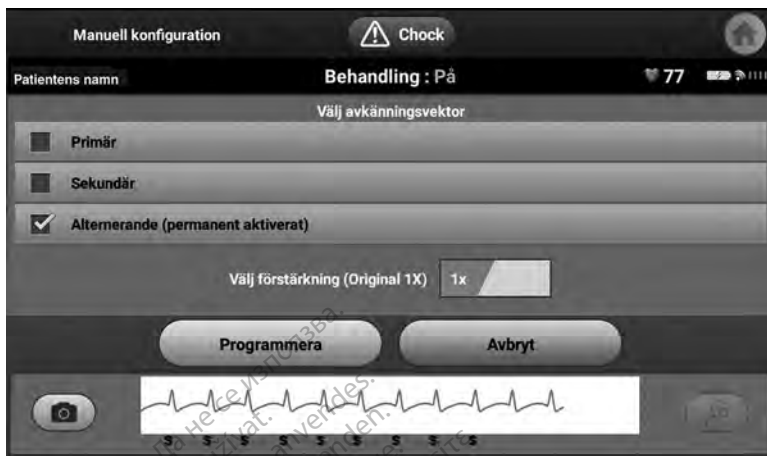 Manuell konfiguration
Chock
Patientens namn
Behandling : På
77
Välj avkänningsvektor
Primär
Sekundär
Alternerande (permanent aktiverat)
Välj förstärkning (Original 1X) 1x
Programmera
Avbryt
S S S S S S S S S